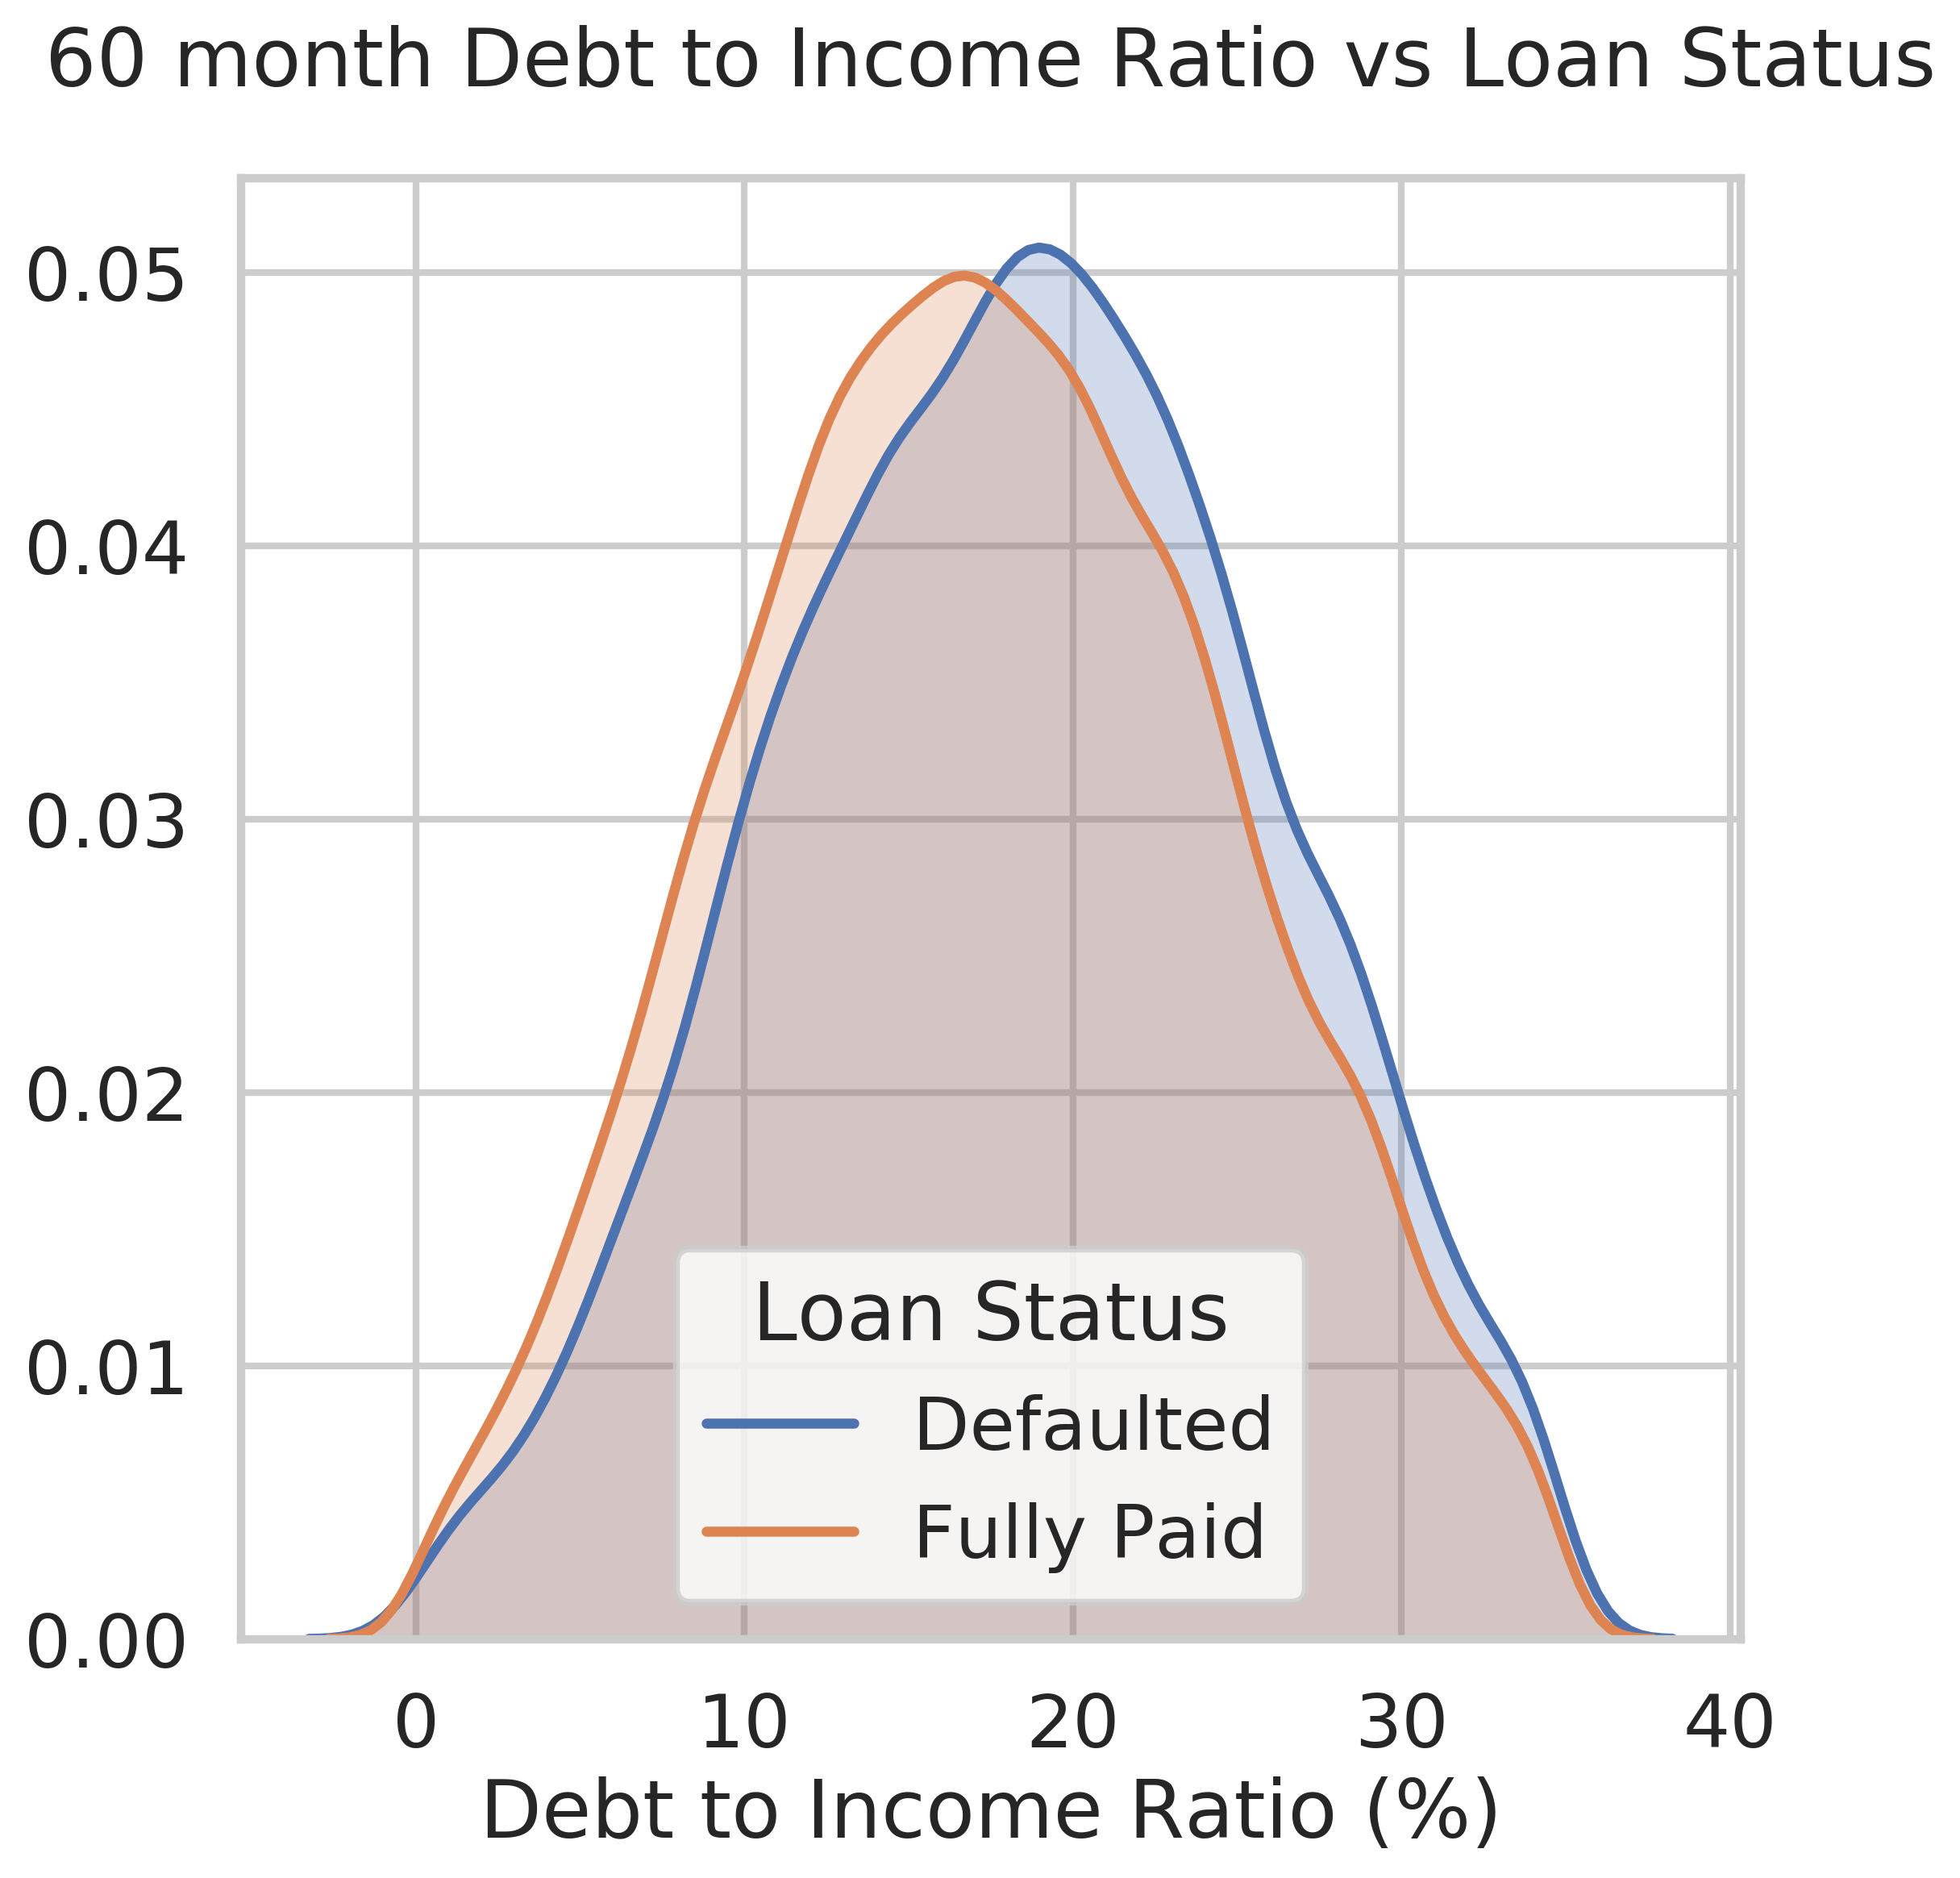 60 month Debt to Income Ratio vs Loan Status
0.05
0.04
0.03
0.02
0.01
0.00
Loan Status
Defaulted
Fully Paid
0 10 20 30 40
Debt to Income Ratio (%)